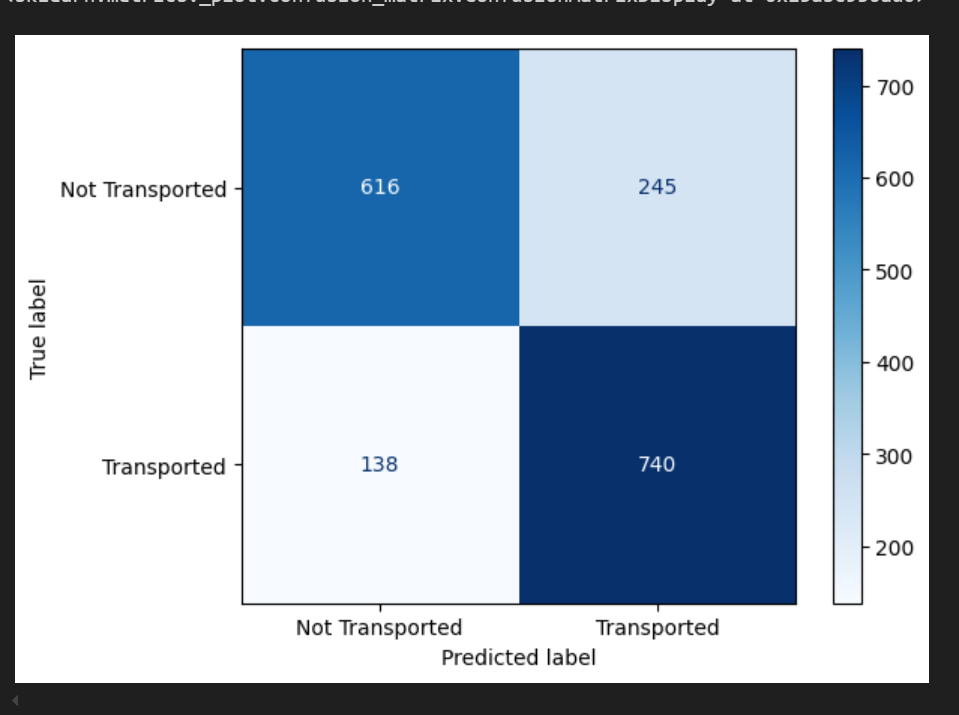 Not Transported
616
245
Transported
138
740
Not Transported
Transported
Predicted label
True label
700
600
500
400
300
200